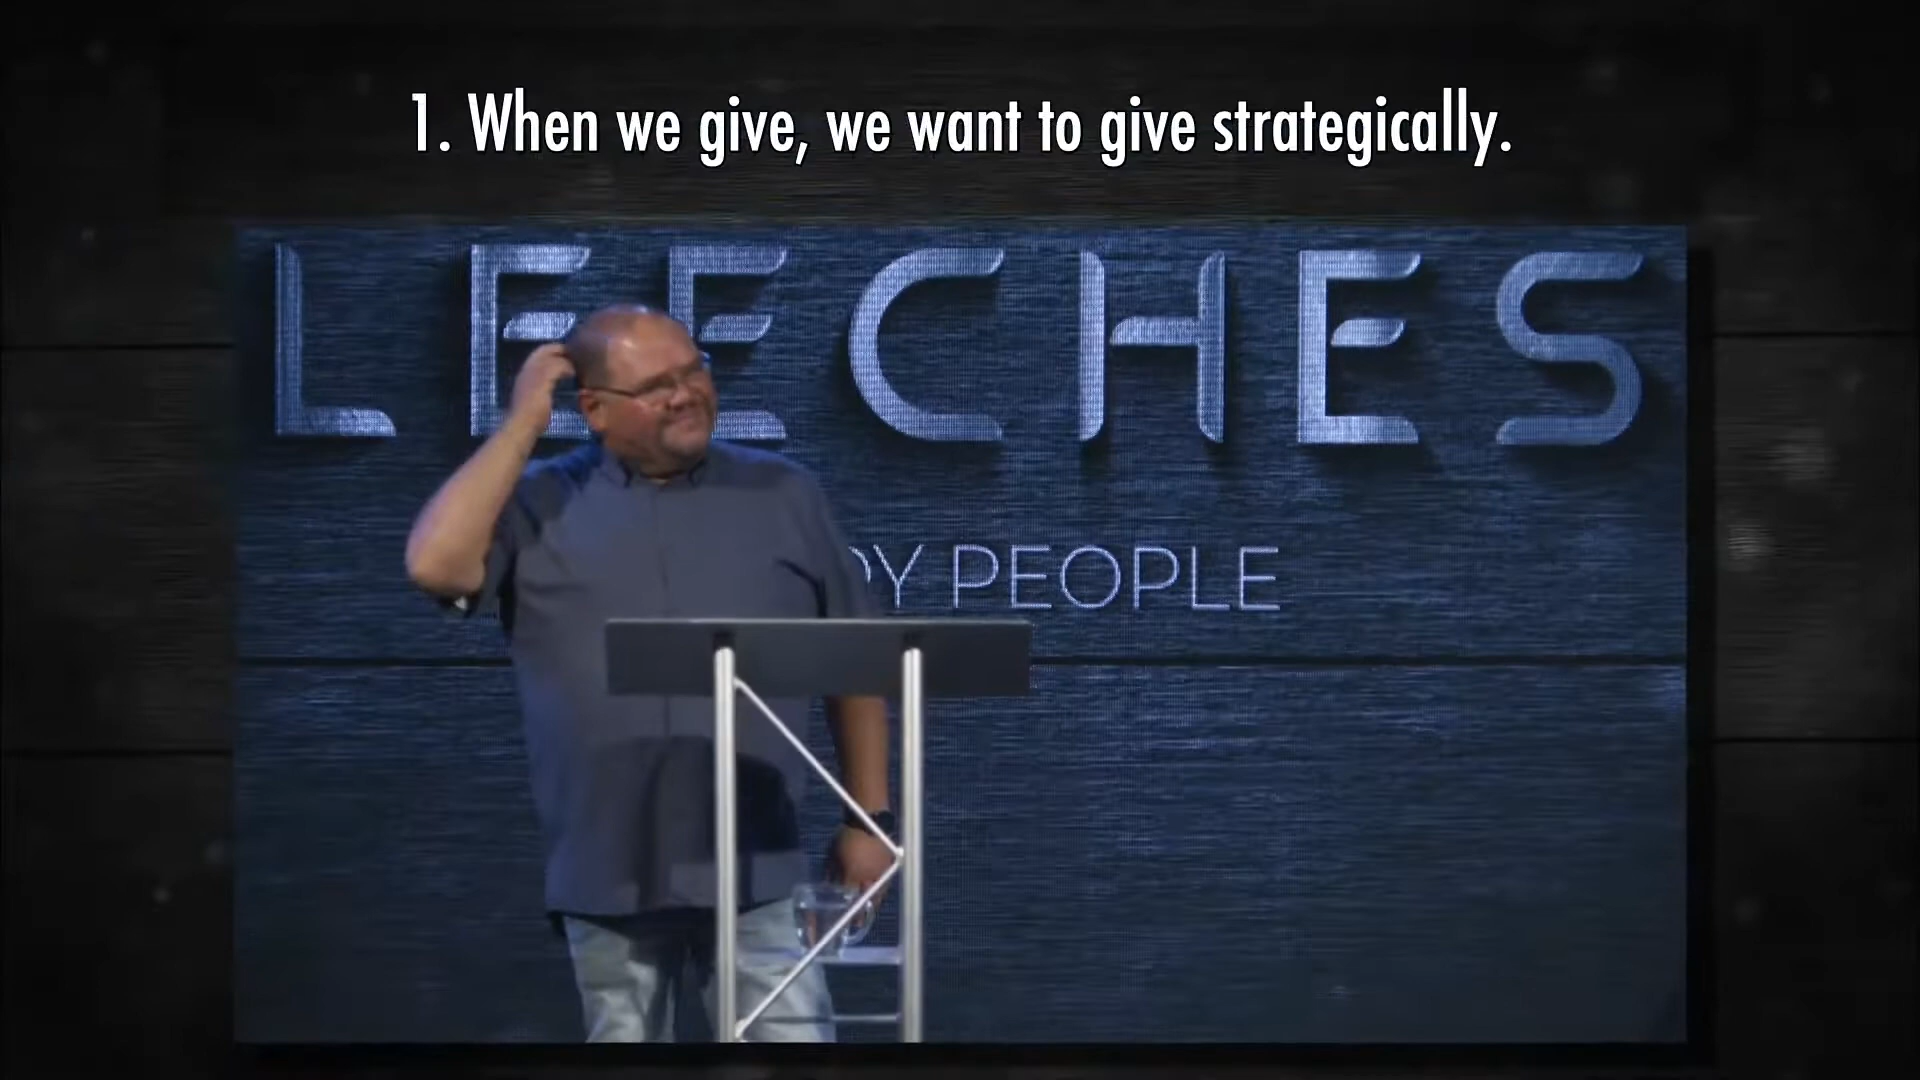 1. When we give, we want to give strategically.
LEECHES
PEOPLE